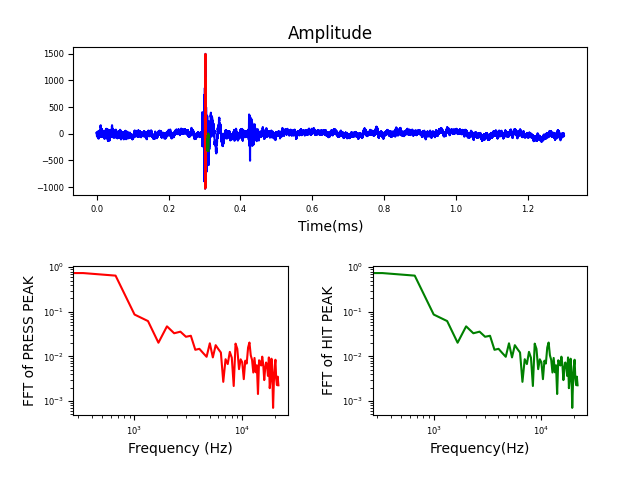 Amplitude
1500
1000
500
0
−500
−1000
0.0 0.2 0.4 0.6 0.8 1.0 1.2
Time(ms)
FFT of PRESS PEAK
10⁰
10⁻¹
10⁻²
10⁻³
10³ 10⁴
Frequency (Hz)
FFT of HIT PEAK
10⁰
10⁻¹
10⁻²
10⁻³
10³ 10⁴
Frequency(Hz)